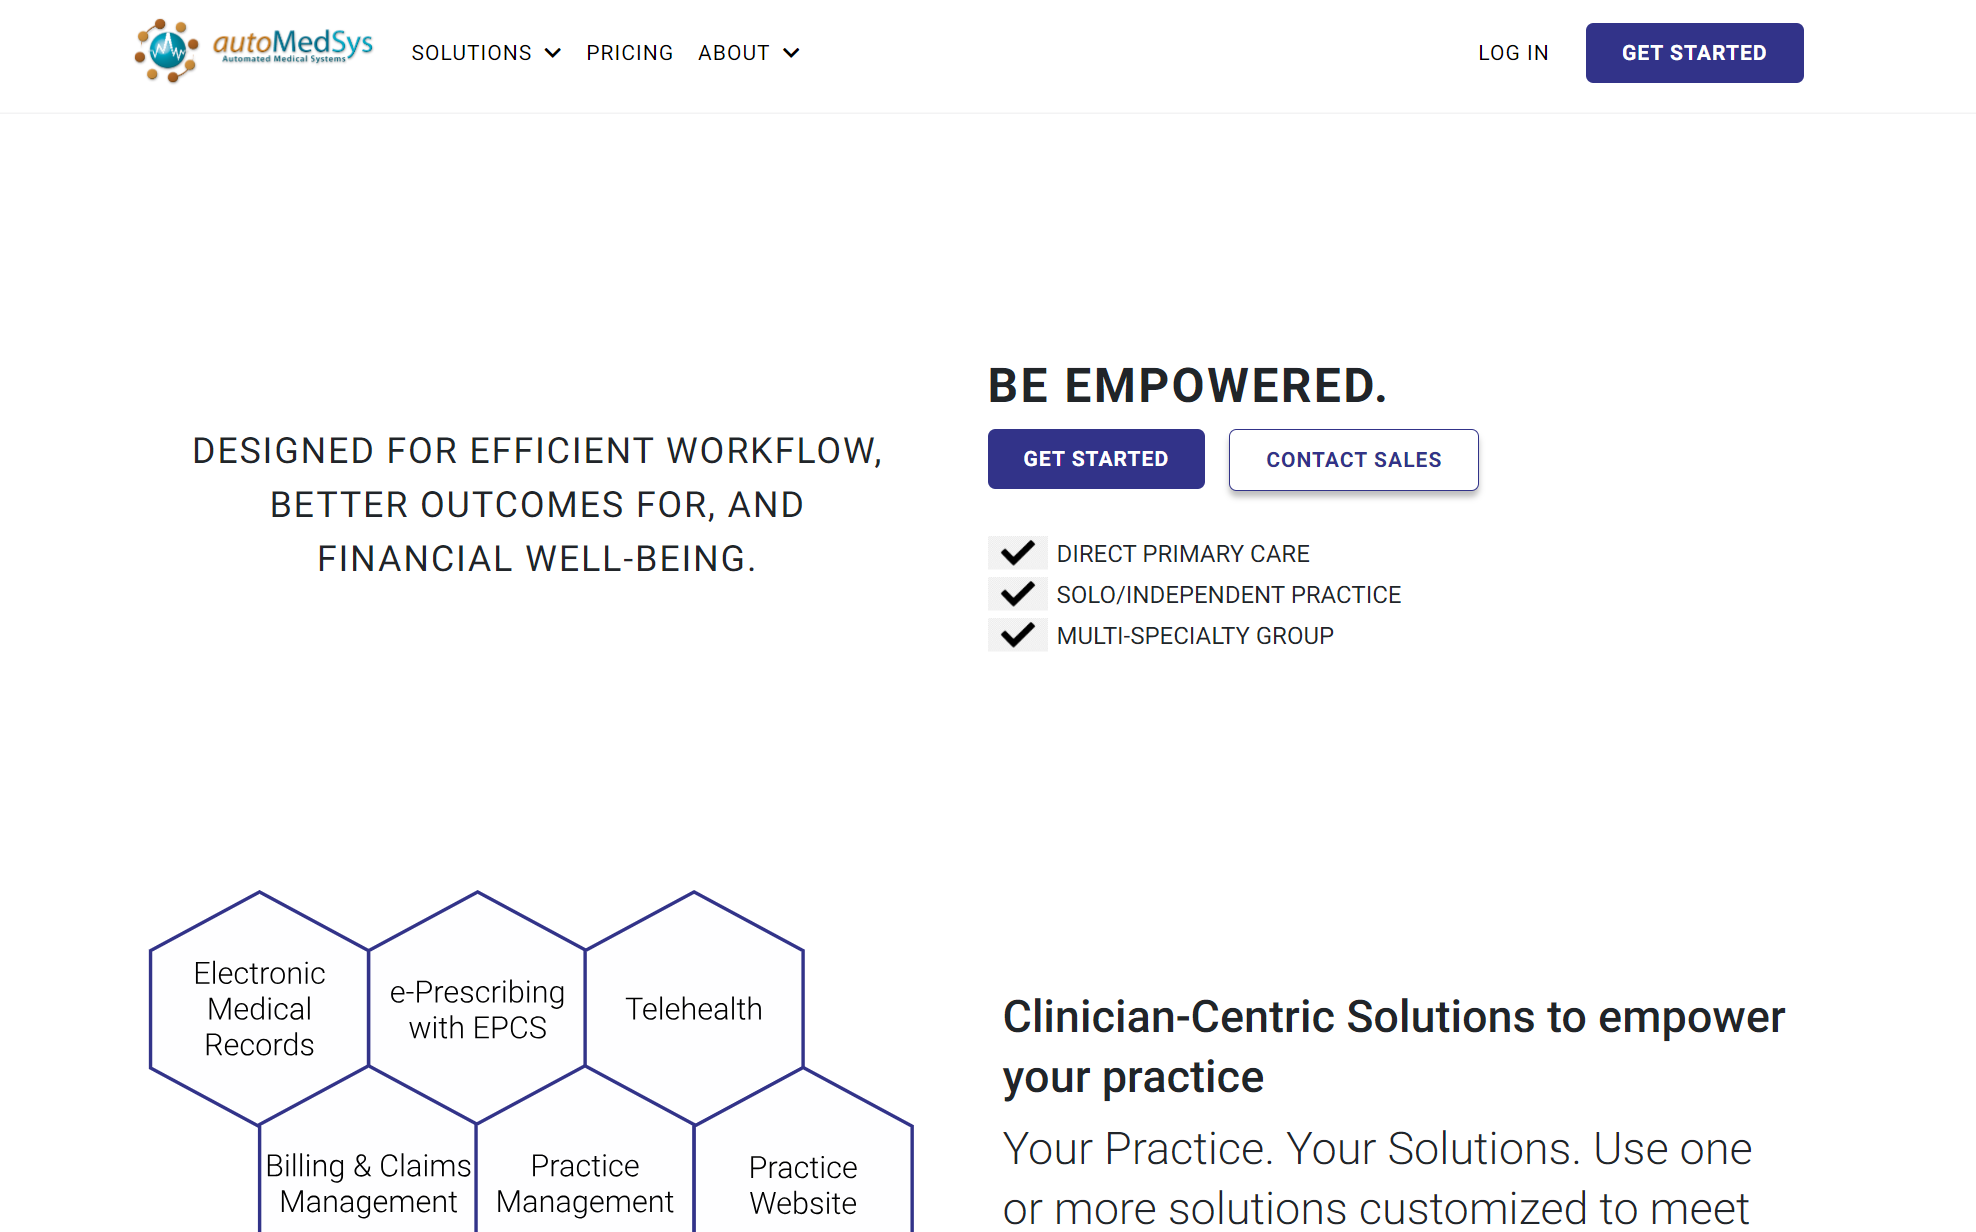 autoMedSys
Automated Medical Systems
SOLUTIONS
PRICING
ABOUT
LOG IN
GET STARTED
DESIGNED FOR EFFICIENT WORKFLOW,
BETTER OUTCOMES FOR, AND
FINANCIAL WELL-BEING.
BE EMPOWERED.
GET STARTED
CONTACT SALES
DIRECT PRIMARY CARE
SOLO/INDEPENDENT PRACTICE
MULTI-SPECIALTY GROUP
Electronic
Medical
Records
e-Prescribing
with EPCS
Telehealth
Billing & Claims
Management
Practice
Management
Practice
Website
Clinician-Centric Solutions to empower
your practice
Your Practice. Your Solutions. Use one
or more solutions customized to meet